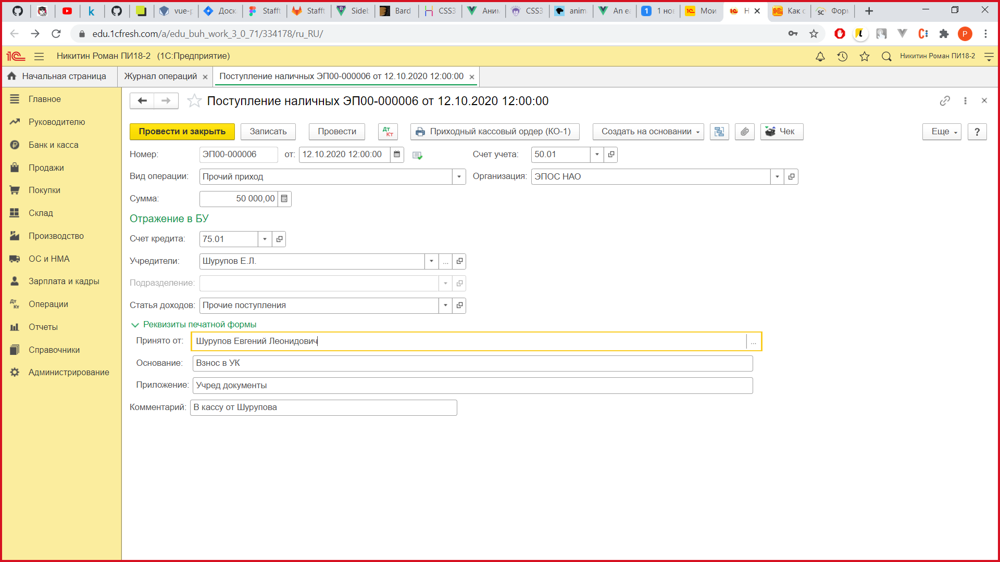 vue-p
Доск
Stafft
Stafft
Sideb
Bard
CSS3
Аним
CSS3
anim
An ea
1 нов
Мои
Н
Как с
Форм
edu.1cfresh.com/a/edu_buh_work_3_0_71/334178/ru_RU/
Никитин Роман ПИ18-2 (1С:Предприятие)
Никитин Роман ПИ18-2
Начальная страница
Журнал операций
Поступление наличных ЭП00-000006 от 12.10.2020 12:00:00
Главное
Руководителю
Банк и касса
Продажи
Покупки
Склад
Производство
ОС и НМА
Зарплата и кадры
Операции
Отчеты
Справочники
Администрирование
Поступление наличных ЭП00-000006 от 12.10.2020 12:00:00
Провести и закрыть
Записать
Провести
Дт Кт
Приходный кассовый ордер (КО-1)
Создать на основании
Чек
Еще
?
Номер: ЭП00-000006 от: 12.10.2020 12:00:00
Счет учета: 50.01
Вид операции: Прочий приход
Организация: ЭПОС НАО
Сумма: 50 000,00
Отражение в БУ
Счет кредита: 75.01
Учредители: Шурупов Е.Л. ...
Подразделение:
Статья доходов: Прочие поступления
Реквизиты печатной формы
Принято от: Шурупов Евгений Леонидович ...
Основание: Взнос в УК
Приложение: Учред документы
Комментарий: В кассу от Шурупова